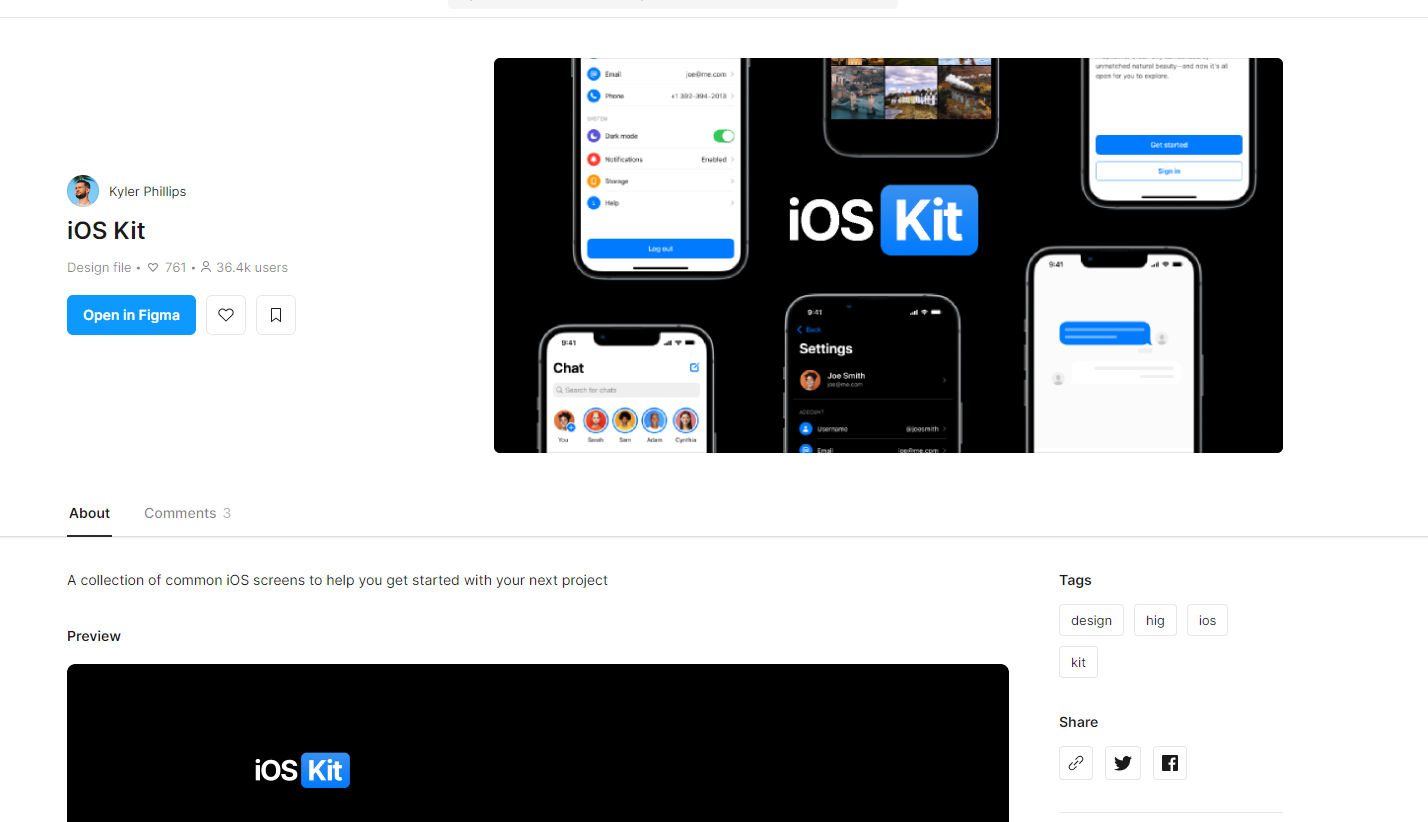 Kyler Phillips
iOS Kit
Design file • 761 • 36.4k users
Open in Figma
Email joe@me.com
Phone +1 392-394-2013
SYSTEM
Dark mode
Notifications Enabled
Storage
Help
Log out
unmatched natural beauty—and now it's all
open for you to explore.
Get started
Sign in
iOS Kit
9:41
Chat
Search for chats
You Sarah Sam Adam Cynthia
9:41
Back
Settings
Joe Smith
joe@me.com
ACCOUNT
Username @joesmith
Email joe@me.com
9:41
About
Comments 3
A collection of common iOS screens to help you get started with your next project
Preview
iOS Kit
Tags
design
hig
ios
kit
Share